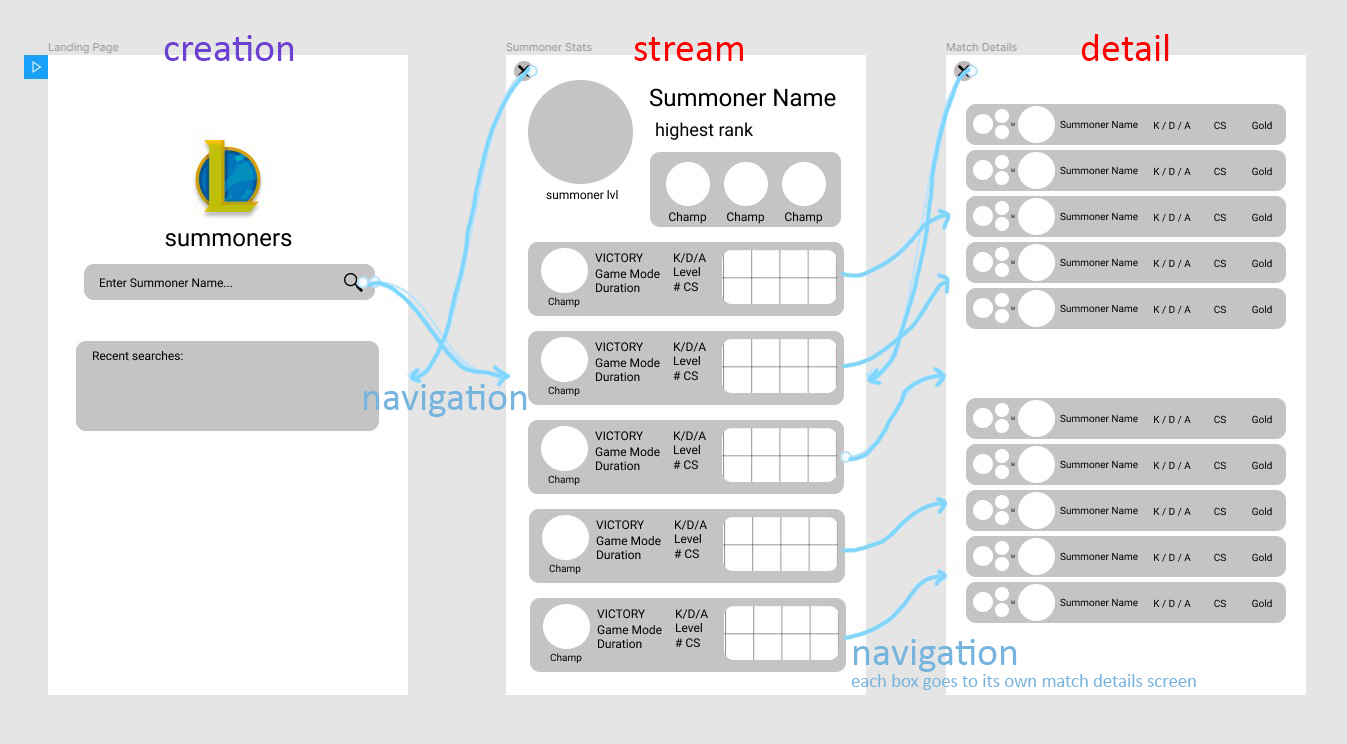 Landing Page
creation
summoners
Enter Summoner Name...
Recent searches:
navigation
Summoner Stats
stream
Summoner Name
highest rank
summoner lvl
Champ Champ Champ
VICTORY K/D/A
Game Mode Level
Duration # CS
Champ
VICTORY K/D/A
Game Mode Level
Duration # CS
Champ
VICTORY K/D/A
Game Mode Level
Duration # CS
Champ
VICTORY K/D/A
Game Mode Level
Duration # CS
Champ
VICTORY K/D/A
Game Mode Level
Duration # CS
Champ
Match Details
detail
Summoner Name K / D / A CS Gold
Summoner Name K / D / A CS Gold
Summoner Name K / D / A CS Gold
Summoner Name K / D / A CS Gold
Summoner Name K / D / A CS Gold
Summoner Name K / D / A CS Gold
Summoner Name K / D / A CS Gold
Summoner Name K / D / A CS Gold
Summoner Name K / D / A CS Gold
Summoner Name K / D / A CS Gold
navigation
each box goes to its own match details screen